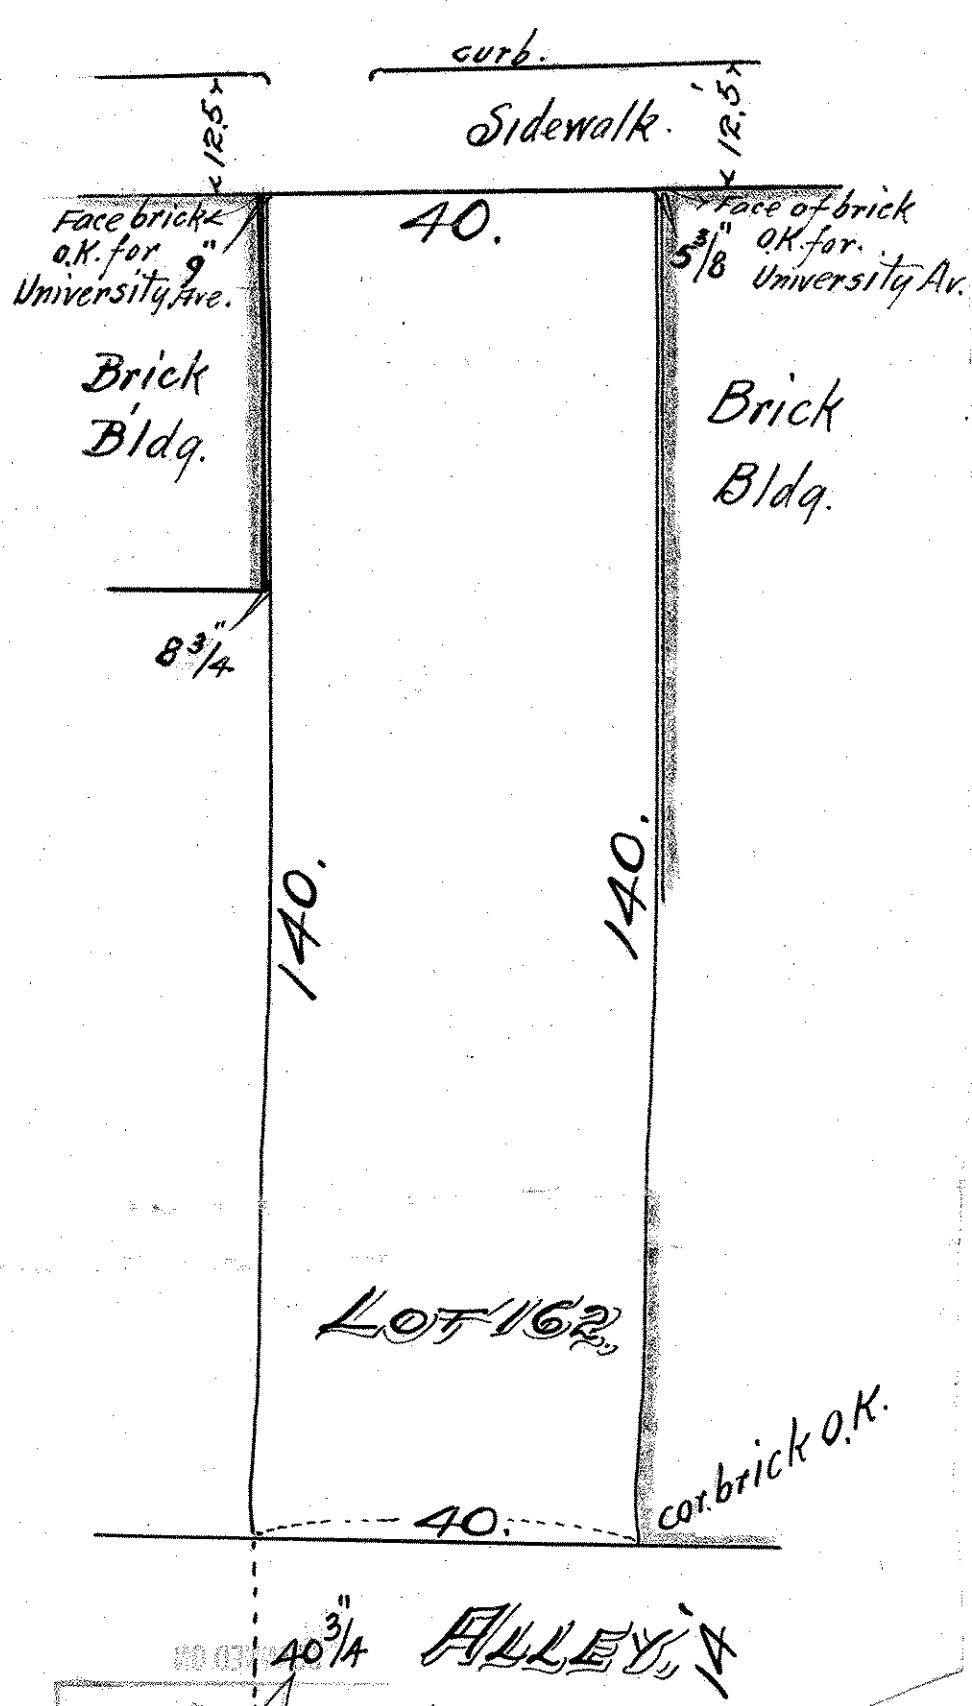 curb.
Sidewalk.
12.5
12.5'
Face brick
O.K. for
University Ave.
9"
40.
5 3/8"
Face of brick
O.K. for.
University Av.
Brick
Bldg.
Brick
Bldg.
8 3/4"
140.
140.
LOT 162
cor. brick O.K.
40.
40 3/4"
ALLEY. 14